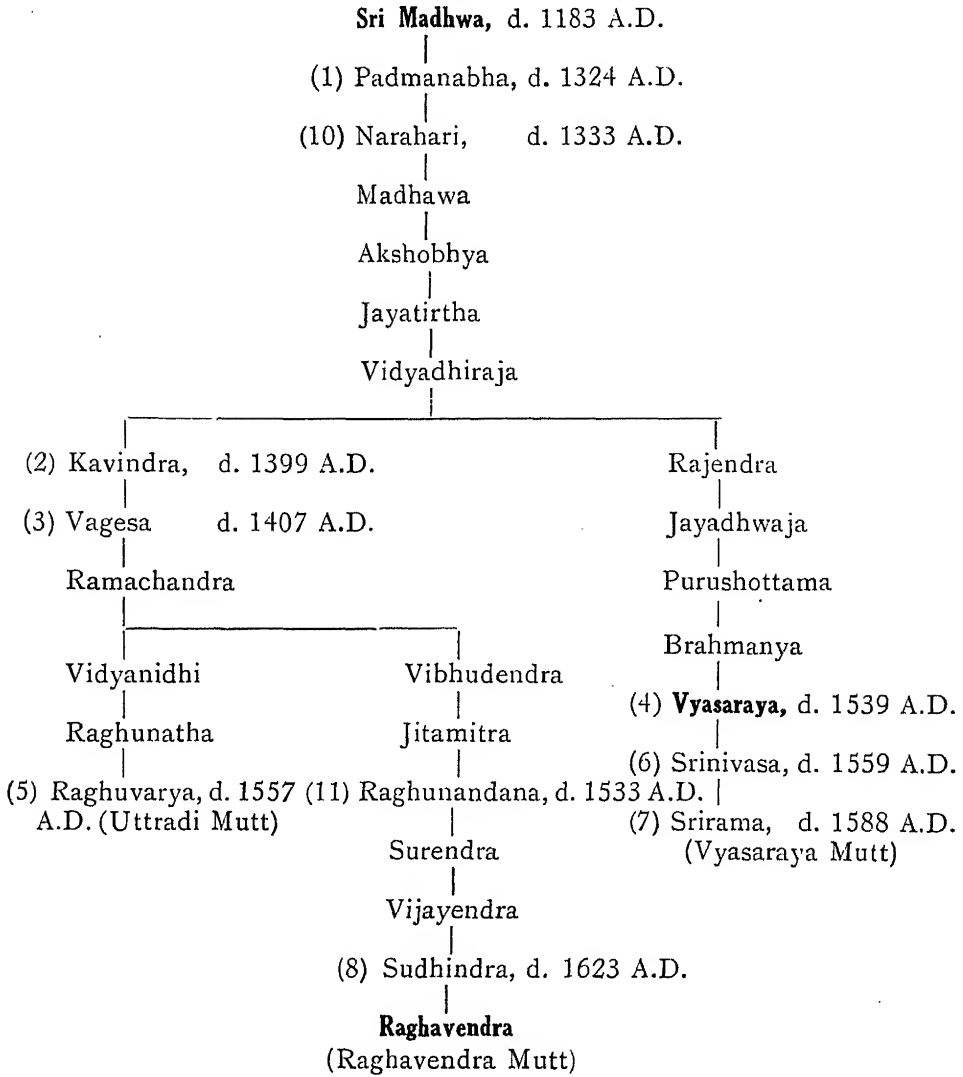 Sri Madhwa, d. 1183 A.D.
(1) Padmanabha, d. 1324 A.D.
(10) Narahari, d. 1333 A.D.
Madhawa
Akshobhya
Jayatirtha
Vidyadhiraja
(2) Kavindra, d. 1399 A.D. Rajendra
(3) Vagesa d. 1407 A.D. Jayadhwaja
Ramachandra Purushottama
Brahmanya
Vidyanidhi Vibhudendra
(4) Vyasaraya, d. 1539 A.D.
Raghunatha Jitamitra
(6) Srinivasa, d. 1559 A.D.
(5) Raghuvarya, d. 1557 (11) Raghunandana, d. 1533 A.D.
A.D. (Uttradi Mutt) (7) Srirama, d. 1588 A.D.
Surendra (Vyasaraya Mutt)
Vijayendra
(8) Sudhindra, d. 1623 A.D.
Raghavendra
(Raghavendra Mutt)